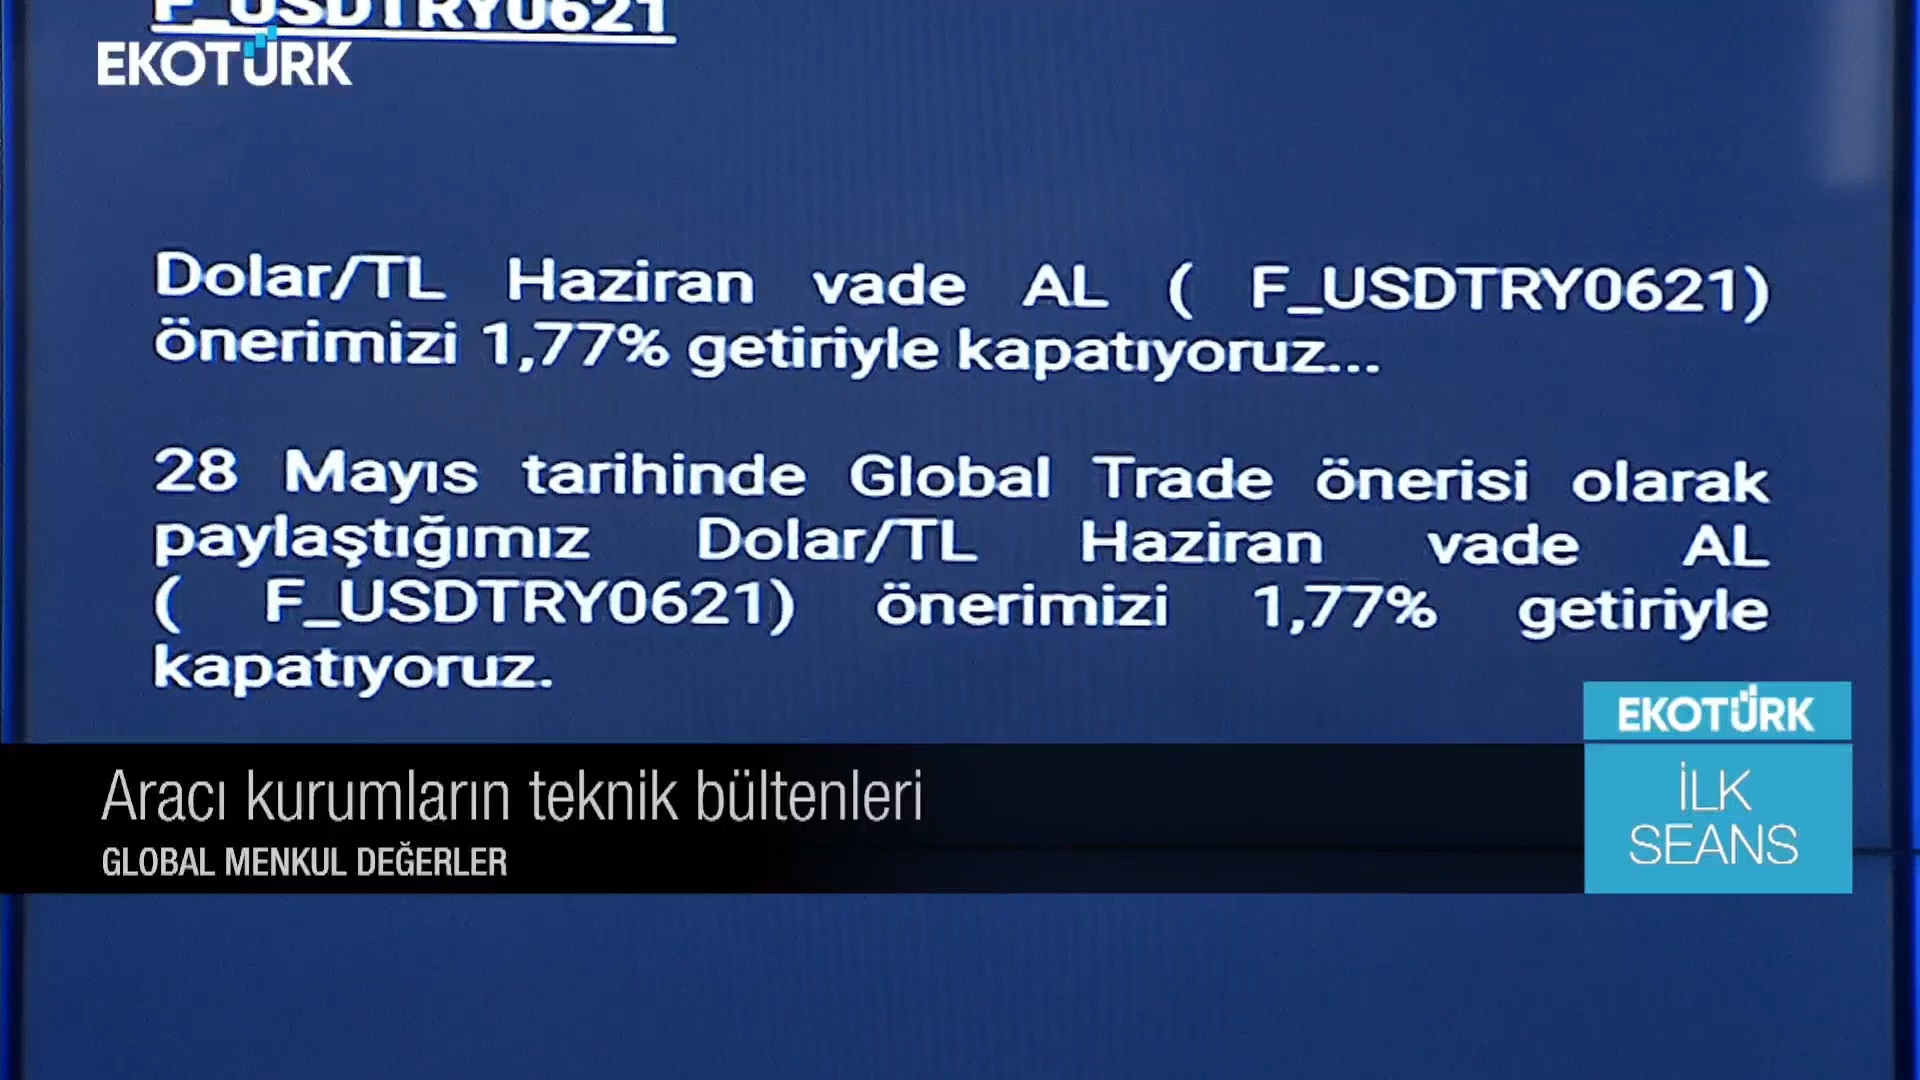 F_USDTRY0621
EKOTÜRK
Dolar/TL Haziran vade AL ( F_USDTRY0621)
önerimizi 1,77% getiriyle kapatıyoruz...
28 Mayıs tarihinde Global Trade önerisi olarak
paylaştığımız Dolar/TL Haziran vade AL
( F_USDTRY0621) önerimizi 1,77% getiriyle
kapatıyoruz.
EKOTÜRK
İLK
SEANS
Aracı kurumların teknik bültenleri
GLOBAL MENKUL DEĞERLER